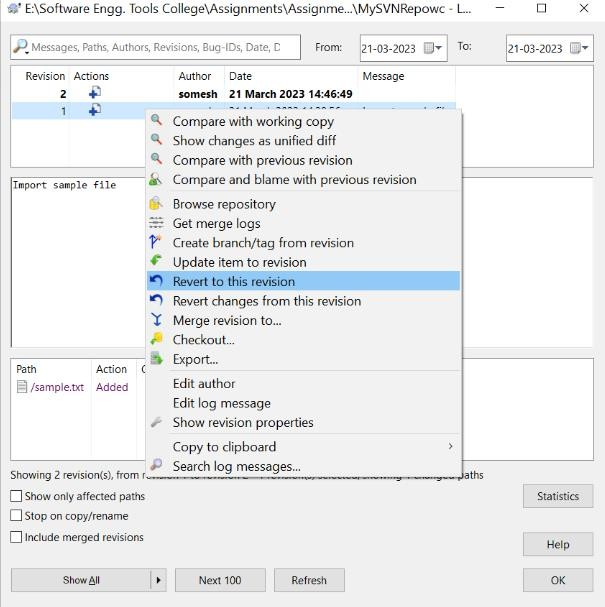 E:\Software Engg. Tools College\Assignments\Assignme...\MySVNRepowc - L...
Messages, Paths, Authors, Revisions, Bug-IDs, Date, D
From: 21-03-2023 To: 21-03-2023
Revision Actions Author Date Message
2 somesh 21 March 2023 14:46:49
1
Import sample file
Compare with working copy
Show changes as unified diff
Compare with previous revision
Compare and blame with previous revision
Browse repository
Get merge logs
Create branch/tag from revision
Update item to revision
Revert to this revision
Revert changes from this revision
Merge revision to...
Checkout...
Export...
Edit author
Edit log message
Show revision properties
Copy to clipboard
Search log messages...
Path Action
/sample.txt Added
Showing 2 revision(s), from revision
Show only affected paths
Stop on copy/rename
Include merged revisions
Statistics
Help
Show All Next 100 Refresh OK